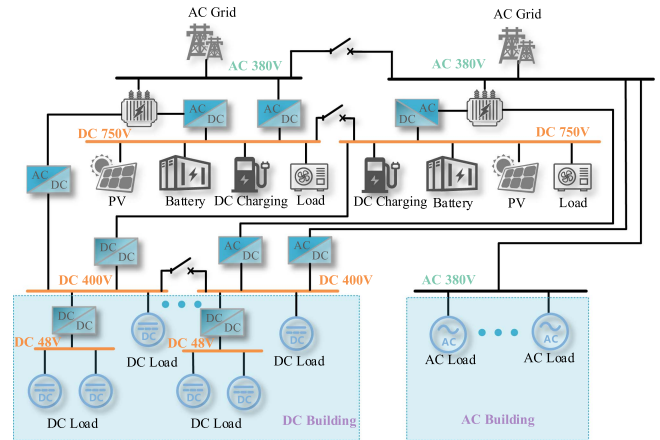 AC Grid
AC Grid
AC 380V
AC 380V
AC
DC
AC
DC
AC
DC
DC 750V
DC 750V
AC
DC
PV
Battery
DC Charging
Load
DC Charging
Battery
PV
Load
DC
DC
AC
DC
AC
DC
DC 400V
DC 400V
AC 380V
DC
DC
DC
DC
DC
DC
AC
AC
DC 48V
DC Load
DC 48V
DC Load
AC Load
AC Load
DC
DC
DC
DC
DC Load
DC Load
DC Building
AC Building